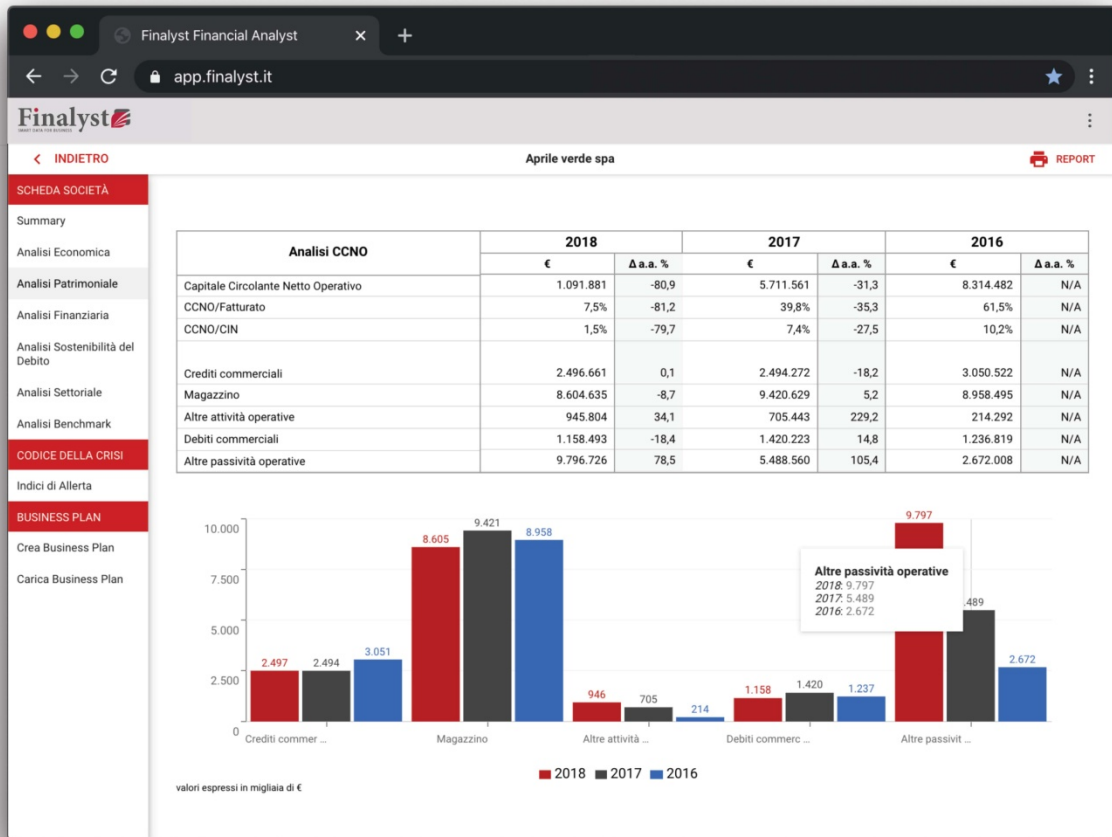 Finalyst Financial Analyst
app.finalyst.it
Finalyst
SMART DATA FOR BUSINESS
INDIETRO
Aprile verde spa
REPORT
SCHEDA SOCIETÀ
Summary
Analisi Economica
Analisi Patrimoniale
Analisi Finanziaria
Analisi Sostenibilità del
Debito
Analisi Settoriale
Analisi Benchmark
CODICE DELLA CRISI
Indici di Allerta
BUSINESS PLAN
Crea Business Plan
Carica Business Plan
Analisi CCNO 2018 2017 2016
€ Δ a.a. % € Δ a.a. % € Δ a.a. %
Capitale Circolante Netto Operativo 1.091.881 -80,9 5.711.561 -31,3 8.314.482 N/A
CCNO/Fatturato 7,5% -81,2 39,8% -35,3 61,5% N/A
CCNO/CIN 1,5% -79,7 7,4% -27,5 10,2% N/A
Crediti commerciali 2.496.661 0,1 2.494.272 -18,2 3.050.522 N/A
Magazzino 8.604.635 -8,7 9.420.629 5,2 8.958.495 N/A
Altre attività operative 945.804 34,1 705.443 229,2 214.292 N/A
Debiti commerciali 1.158.493 -18,4 1.420.223 14,8 1.236.819 N/A
Altre passività operative 9.796.726 78,5 5.488.560 105,4 2.672.008 N/A
10.000
7.500
5.000
2.500
0
2.497 2.494 3.051
8.605 9.421 8.958
946 705 214
1.158 1.420 1.237
9.797 .489 2.672
Altre passività operative
2018: 9.797
2017: 5.489
2016: 2.672
Crediti commer ... Magazzino Altre attività ... Debiti commerc ... Altre passivit ...
2018 2017 2016
valori espressi in migliaia di €